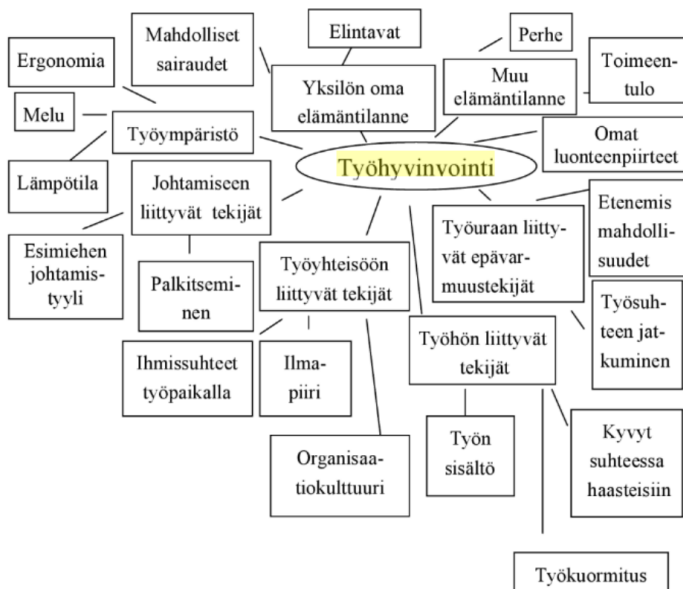 Mahdolliset
sairaudet
Elintavat
Perhe
Ergonomia
Yksilön oma
elämäntilanne
Muu
elämäntilanne
Toimeen-
tulo
Melu
Työympäristö
Omat
luonteenpiirteet
Työhyvinvointi
Lämpötila
Johtamiseen
liittyvät tekijät
Etenemis
mahdolli-
suudet
Työuraan liitty-
vät epävar-
muustekijät
Esimiehen
johtamis-
tyyli
Palkitsemi-
nen
Työyhteisöön
liittyvät tekijät
Työsuh-
teen jat-
kuminen
Työhön liittyvät
tekijät
Ihmissuhteet
työpaikalla
Ilma-
piiri
Organisaa-
tiokulttuuri
Työn
sisältö
Kyvyt
suhteessa
haasteisiin
Työkuormitus